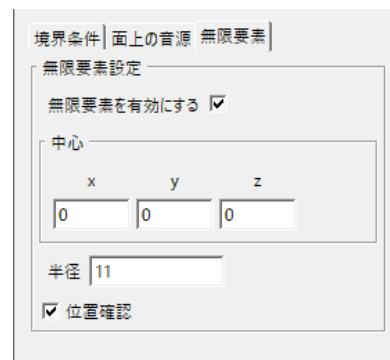 境界条件 面上の音源 無限要素
無限要素設定
無限要素を有効にする
中心
x y z
0 0 0
半径 11
位置確認